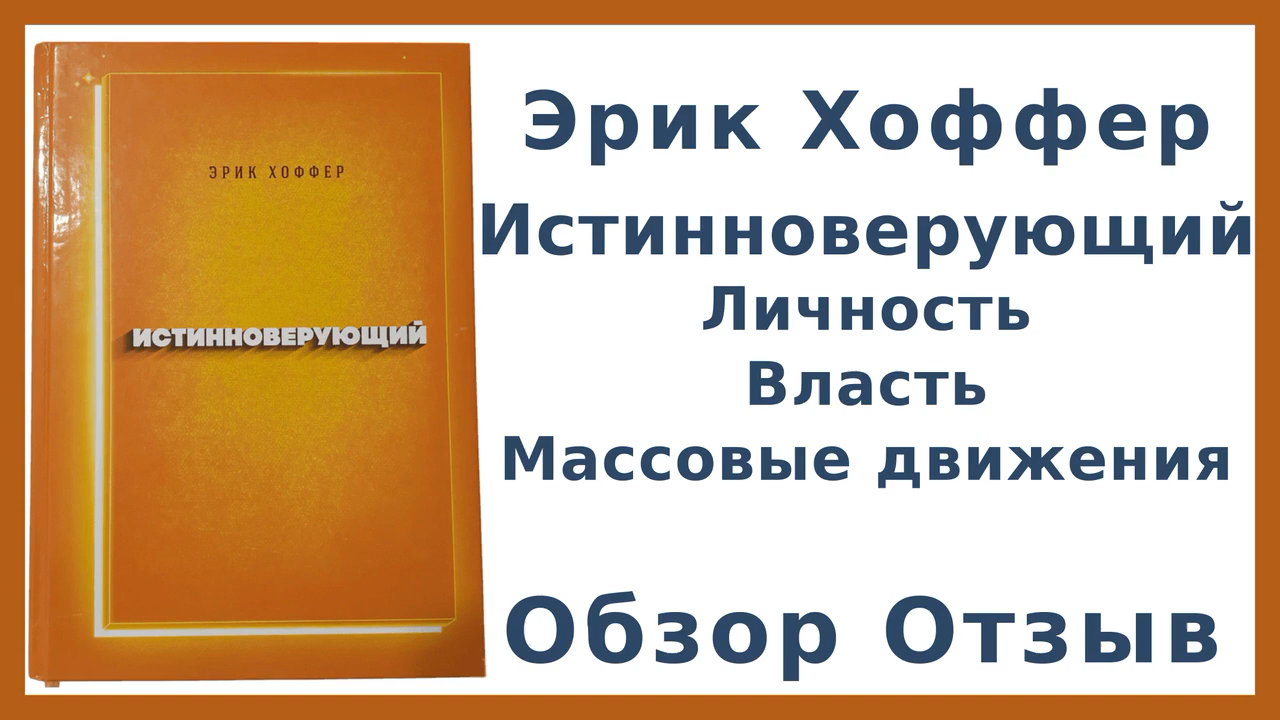 ЭРИК ХОФФЕР
ИСТИННОВЕРУЮЩИЙ
Эрик Хоффер
Истинноверующий
Личность
Власть
Массовые движения
Обзор Отзыв